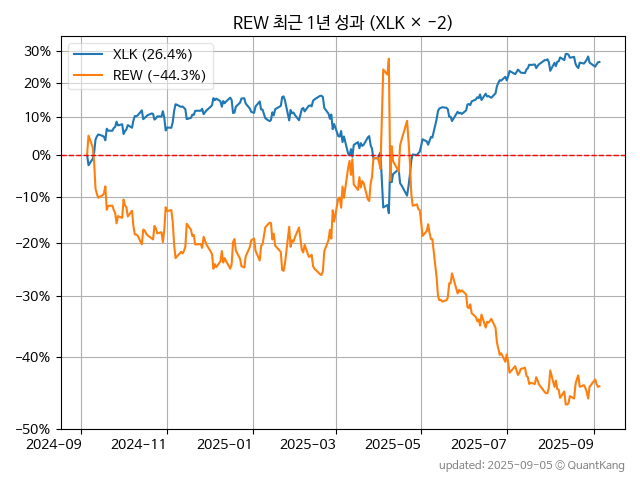 REW 최근 1년 성과 (XLK × −2)
XLK (26.4%)
REW (−44.3%)
30%
20%
10%
0%
−10%
−20%
−30%
−40%
−50%
2024-09 2024-11 2025-01 2025-03 2025-05 2025-07 2025-09
updated: 2025-09-05 © QuantKang